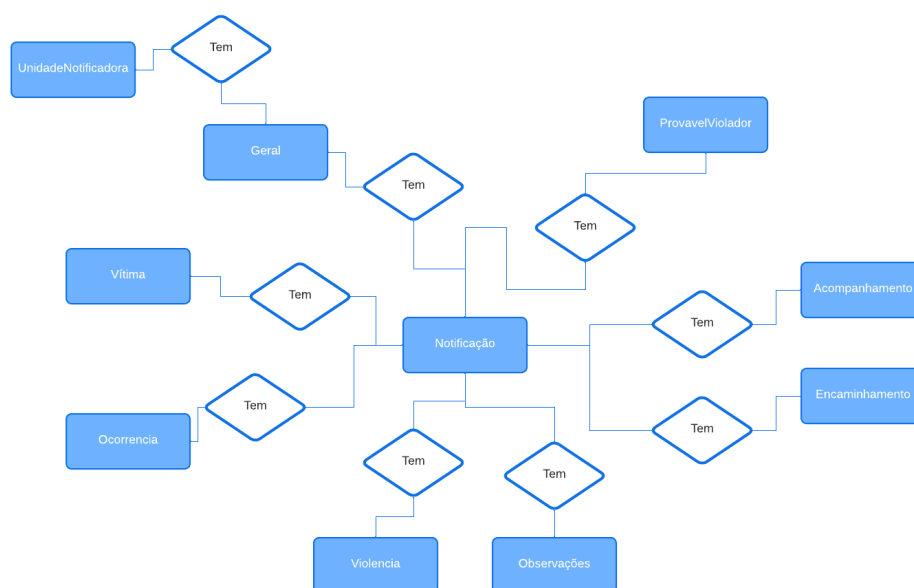 Tem
UnidadeNotificadora
Geral
ProvavelViolador
Tem
Tem
Vítima
Tem
Acompanhamento
Tem
Notificação
Encaminhamento
Tem
Ocorrencia
Tem
Tem
Tem
Violencia
Observações